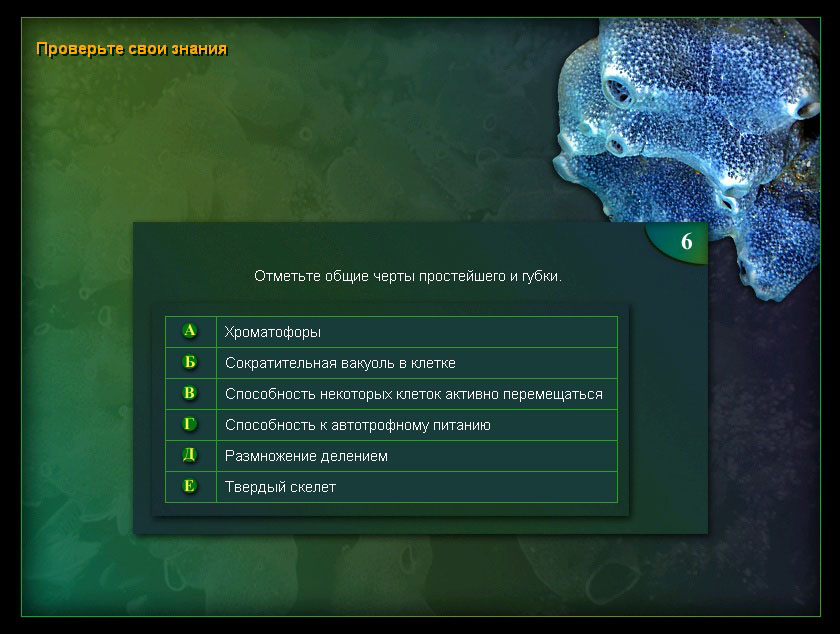 Проверьте свои знания
6
Отметьте общие черты простейшего и губки.
А Хроматофоры
Б Сократительная вакуоль в клетке
В Способность некоторых клеток активно перемещаться
Г Способность к автотрофному питанию
Д Размножение делением
Е Твердый скелет